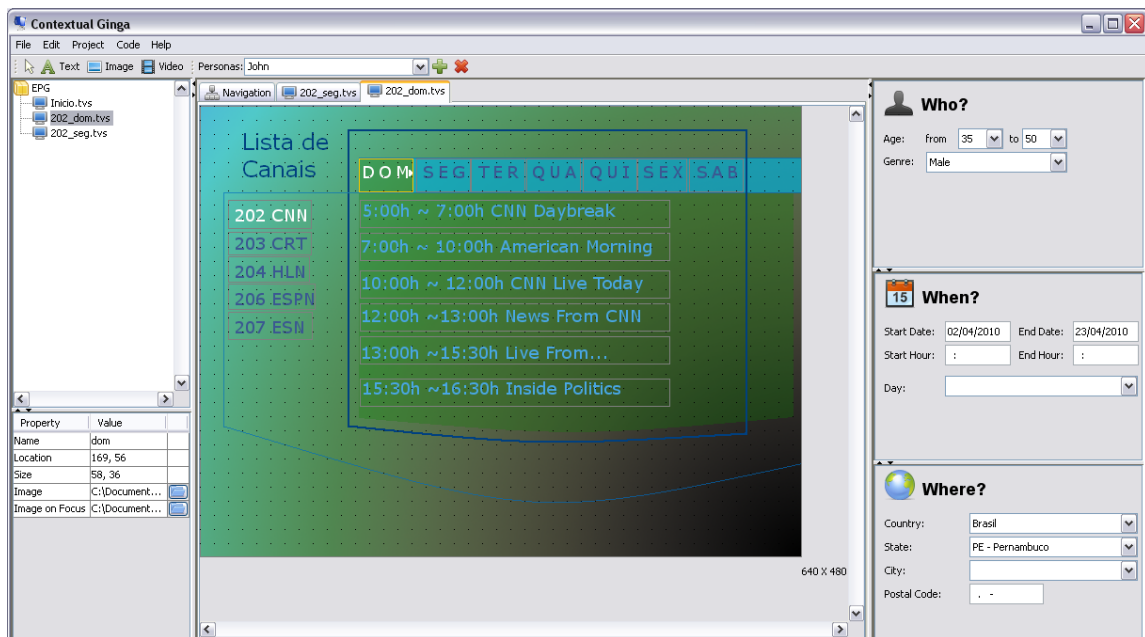 Contextual Ginga
File Edit Project Code Help
Text Image Video Personas: John
EPG
Inicio.tvs
202_dom.tvs
202_seg.tvs
Property Value
Name dom
Location 169, 56
Size 58, 36
Image C:\Document...
Image on Focus C:\Document...
Navigation 202_seg.tvs 202_dom.tvs
Lista de
Canais
DOM SEG TER QUA QUI SEX SAB
202 CNN
203 CRT
204 HLN
206 ESPN
207 ESN
5:00h ~ 7:00h CNN Daybreak
7:00h ~ 10:00h American Morning
10:00h ~ 12:00h CNN Live Today
12:00h ~13:00h News From CNN
13:00h ~15:30h Live From...
15:30h ~16:30h Inside Politics
640 X 480
Who?
Age: from 35 to 50
Genre: Male
15 When?
Start Date: 02/04/2010 End Date: 23/04/2010
Start Hour: : End Hour: :
Day:
Where?
Country: Brasil
State: PE - Pernambuco
City:
Postal Code: . -